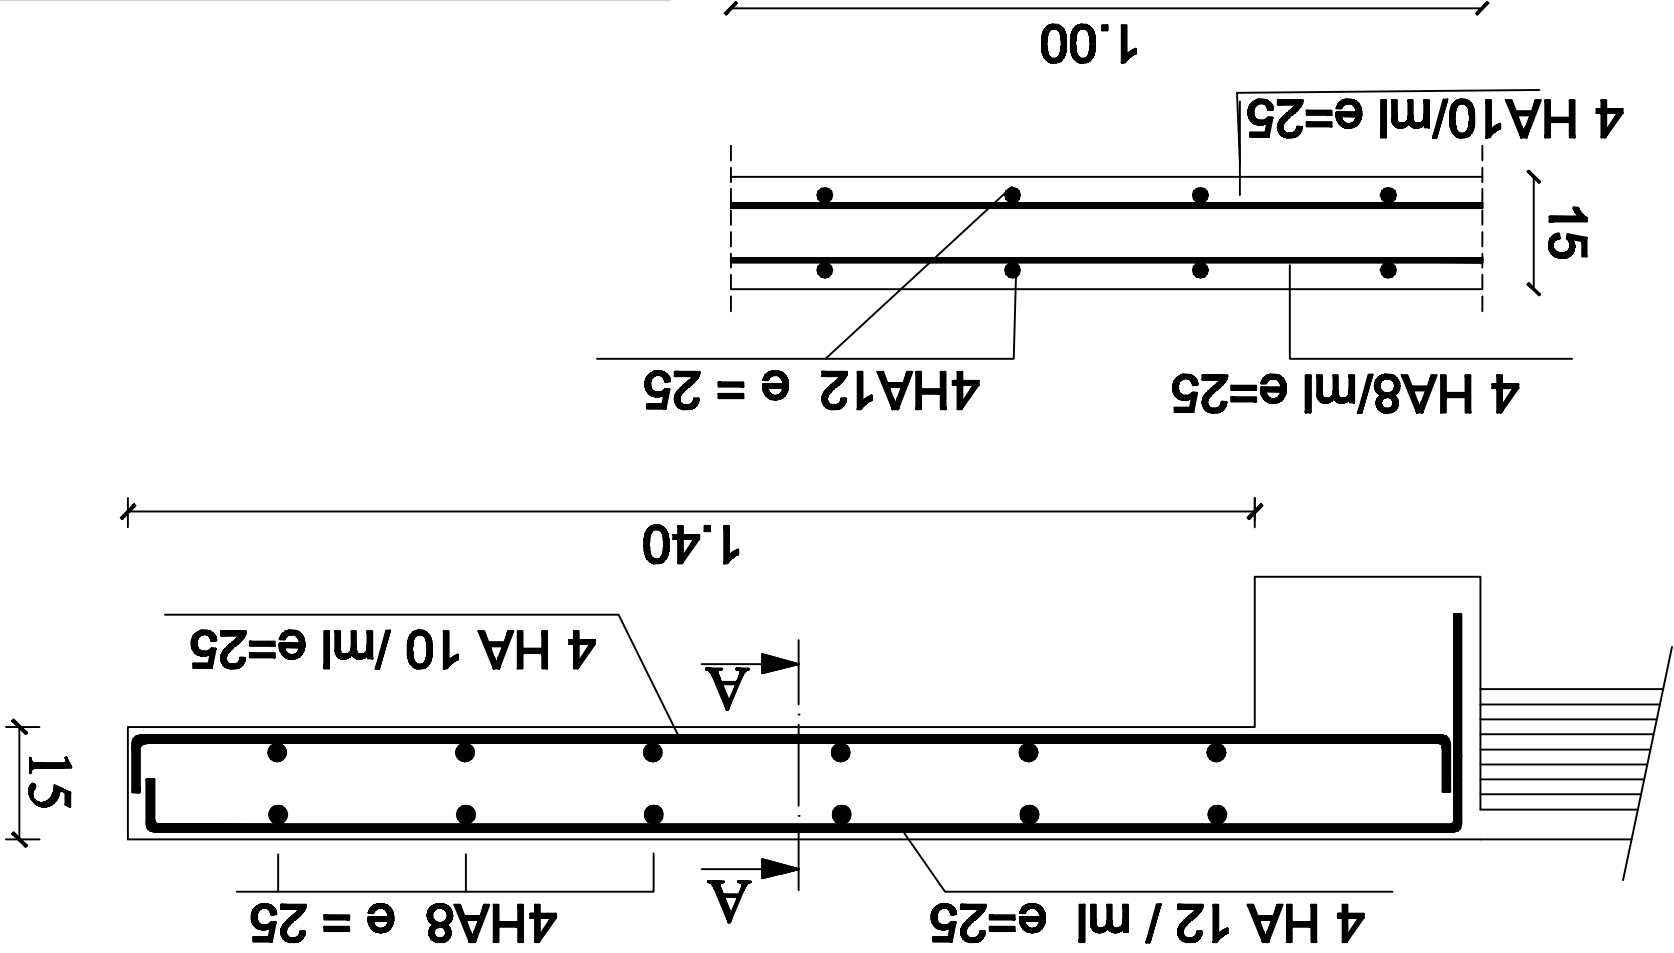 4 HA 12 / ml e=25
4HA8 e = 25
A
A
15
4 HA 10 /ml e=25
1.40
4 HA8/ml e=25
4HA12 e = 25
15
4 HA10/ml e=25
1.00